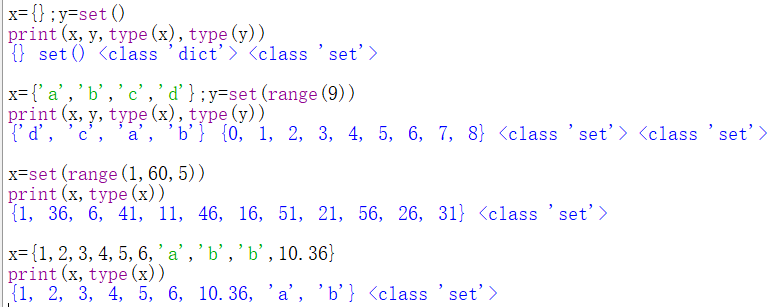 x={};y=set()
print(x,y,type(x),type(y))
{} set() <class 'dict'> <class 'set'>
x={'a','b','c','d'};y=set(range(9))
print(x,y,type(x),type(y))
{'d', 'c', 'a', 'b'} {0, 1, 2, 3, 4, 5, 6, 7, 8} <class 'set'> <class 'set'>
x=set(range(1,60,5))
print(x,type(x))
{1, 36, 6, 41, 11, 46, 16, 51, 21, 56, 26, 31} <class 'set'>
x={1,2,3,4,5,6,'a','b','b',10.36}
print(x,type(x))
{1, 2, 3, 4, 5, 6, 10.36, 'a', 'b'} <class 'set'>